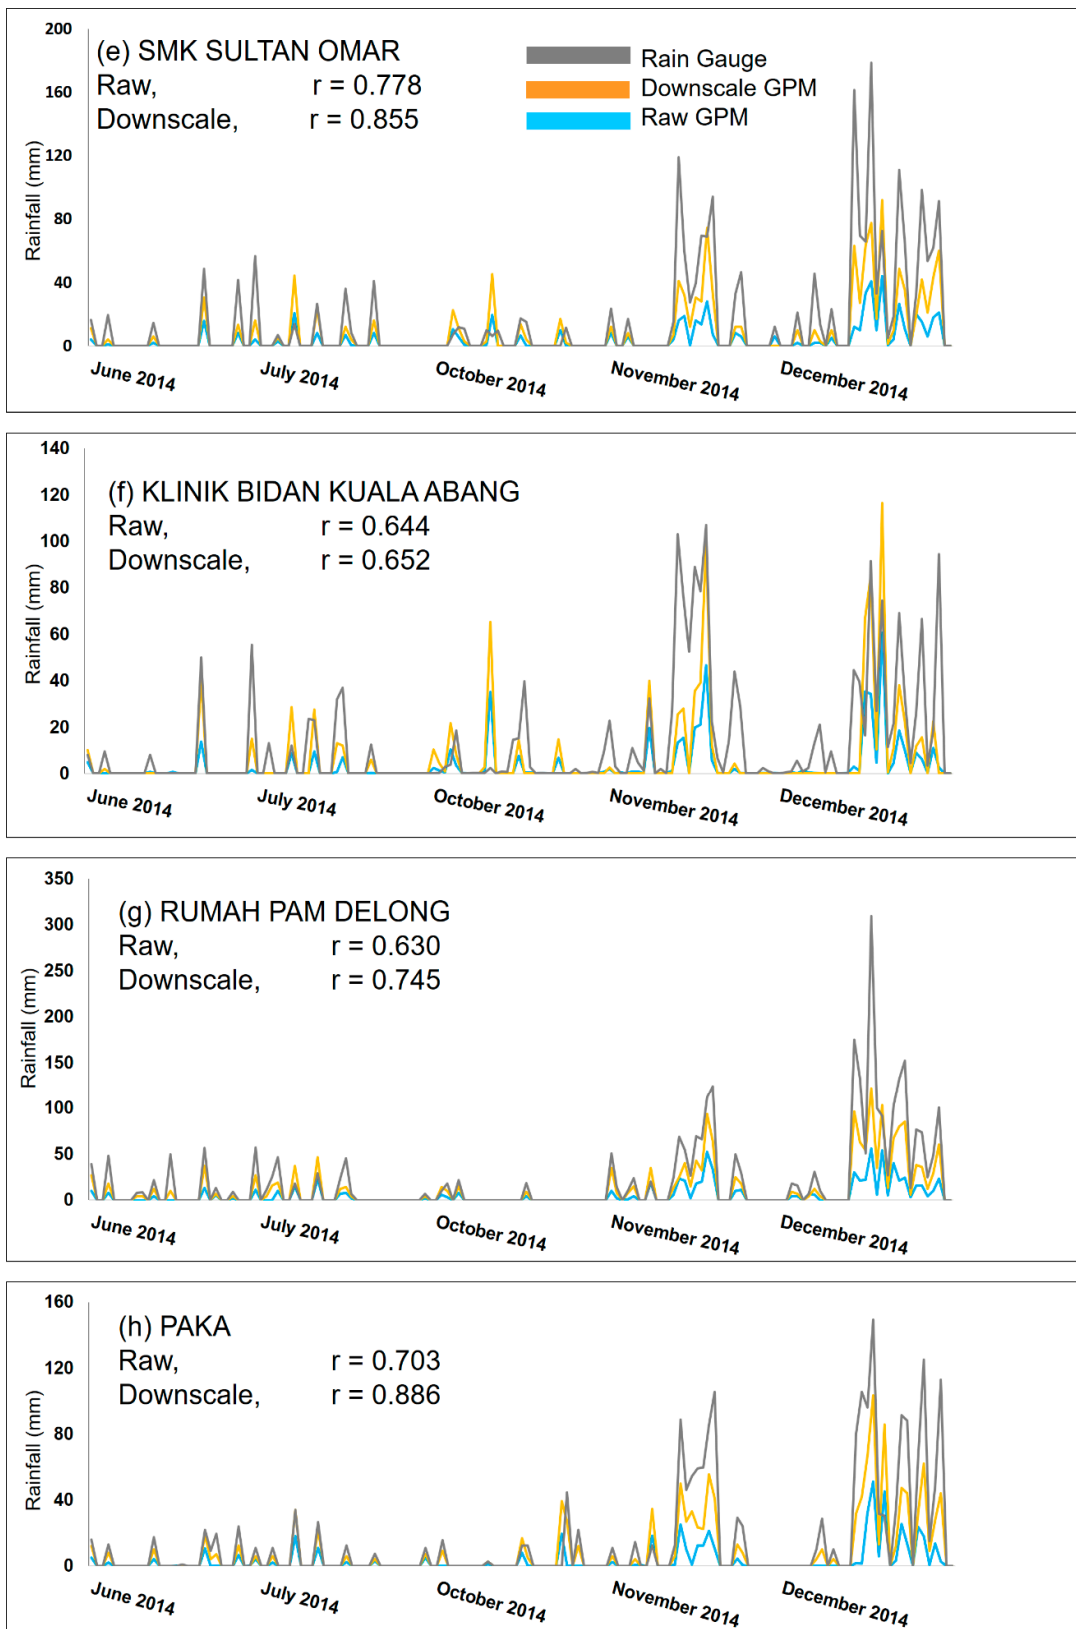 200
(e) SMK SULTAN OMAR
Raw, r = 0.778
Downscale, r = 0.855
Rain Gauge
Downscale GPM
Raw GPM
160
120
80
40
0
Rainfall (mm)
June 2014
July 2014
October 2014
November 2014
December 2014
140
(f) KLINIK BIDAN KUALA ABANG
Raw, r = 0.644
Downscale, r = 0.652
120
100
80
60
40
20
0
Rainfall (mm)
June 2014
July 2014
October 2014
November 2014
December 2014
350
(g) RUMAH PAM DELONG
Raw, r = 0.630
Downscale, r = 0.745
300
250
200
150
100
50
0
Rainfall (mm)
June 2014
July 2014
October 2014
November 2014
December 2014
160
(h) PAKA
Raw, r = 0.703
Downscale, r = 0.886
120
80
40
0
Rainfall (mm)
June 2014
July 2014
October 2014
November 2014
December 2014